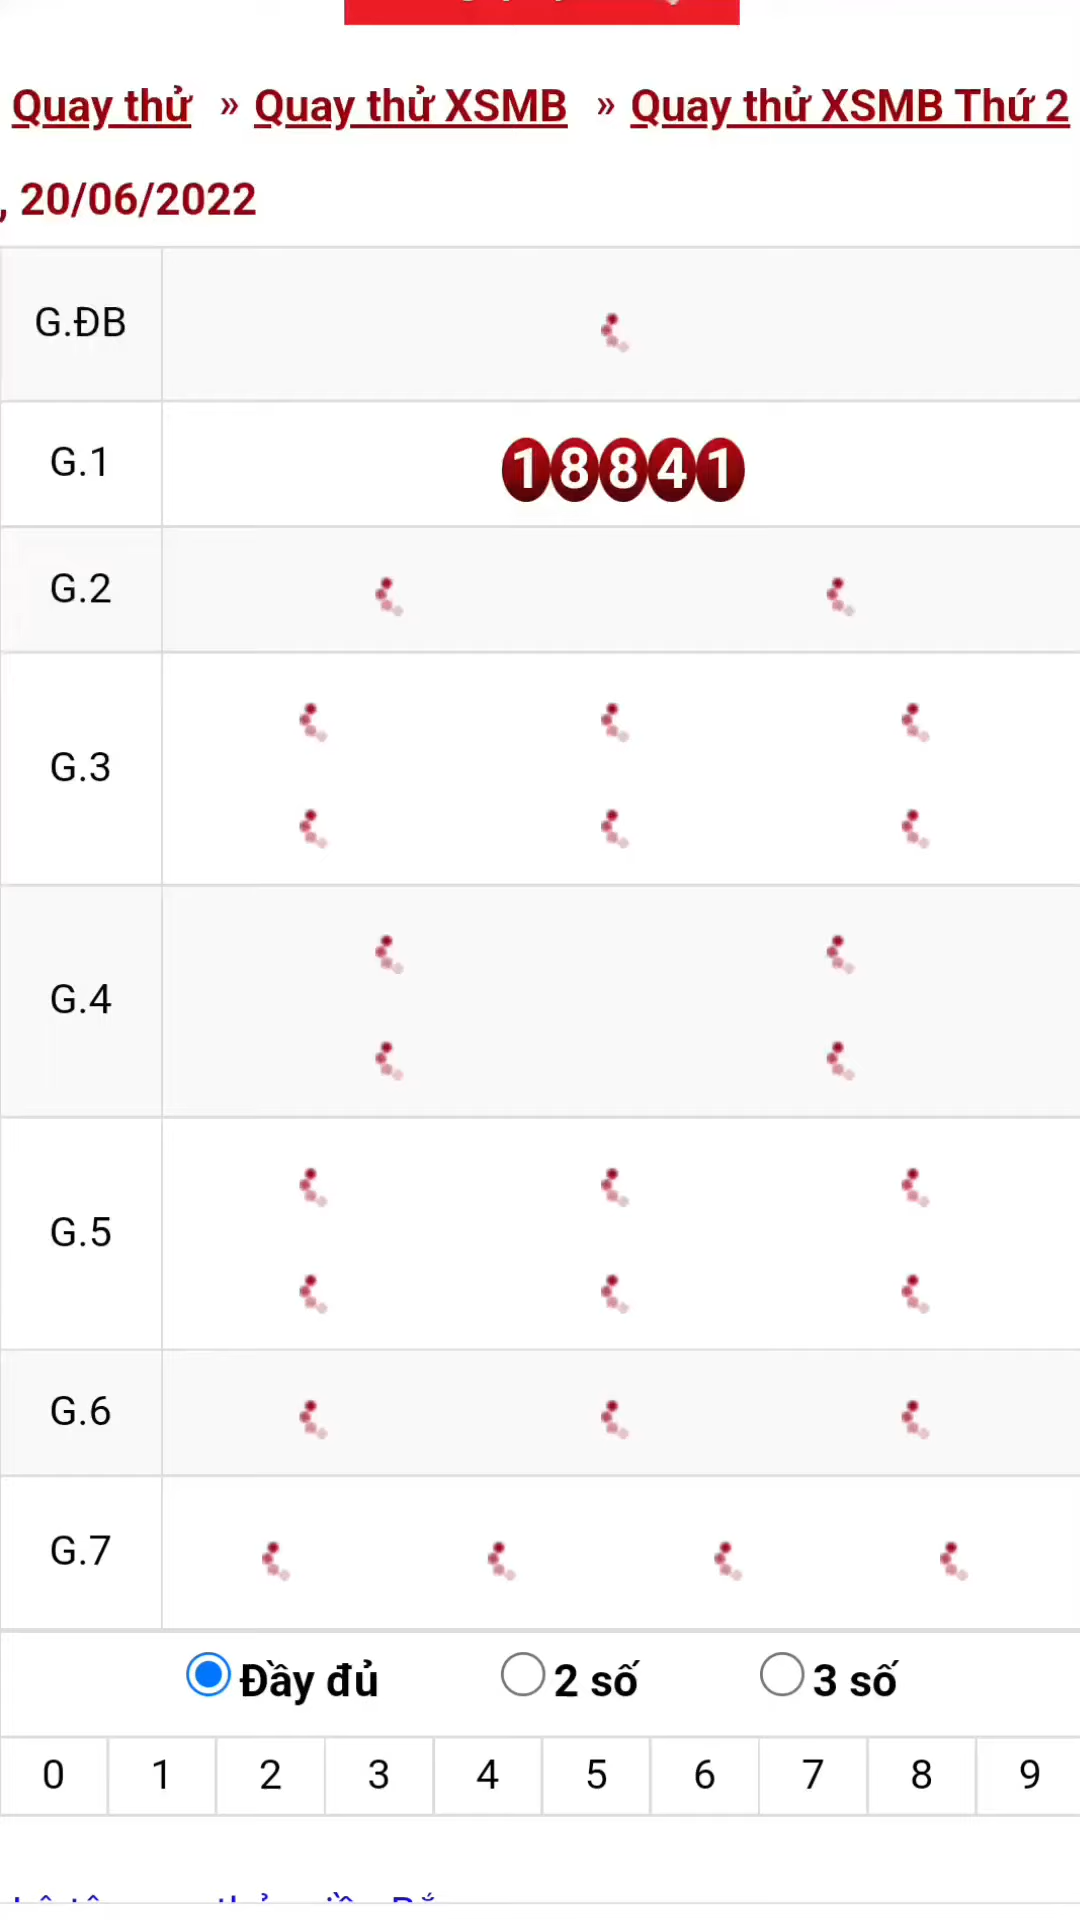 Quay thử » Quay thử XSMB » Quay thử XSMB Thứ 2
, 20/06/2022
G.ĐB
G.1 18841
G.2
G.3
G.4
G.5
G.6
G.7
Đầy đủ 2 số 3 số
0 1 2 3 4 5 6 7 8 9